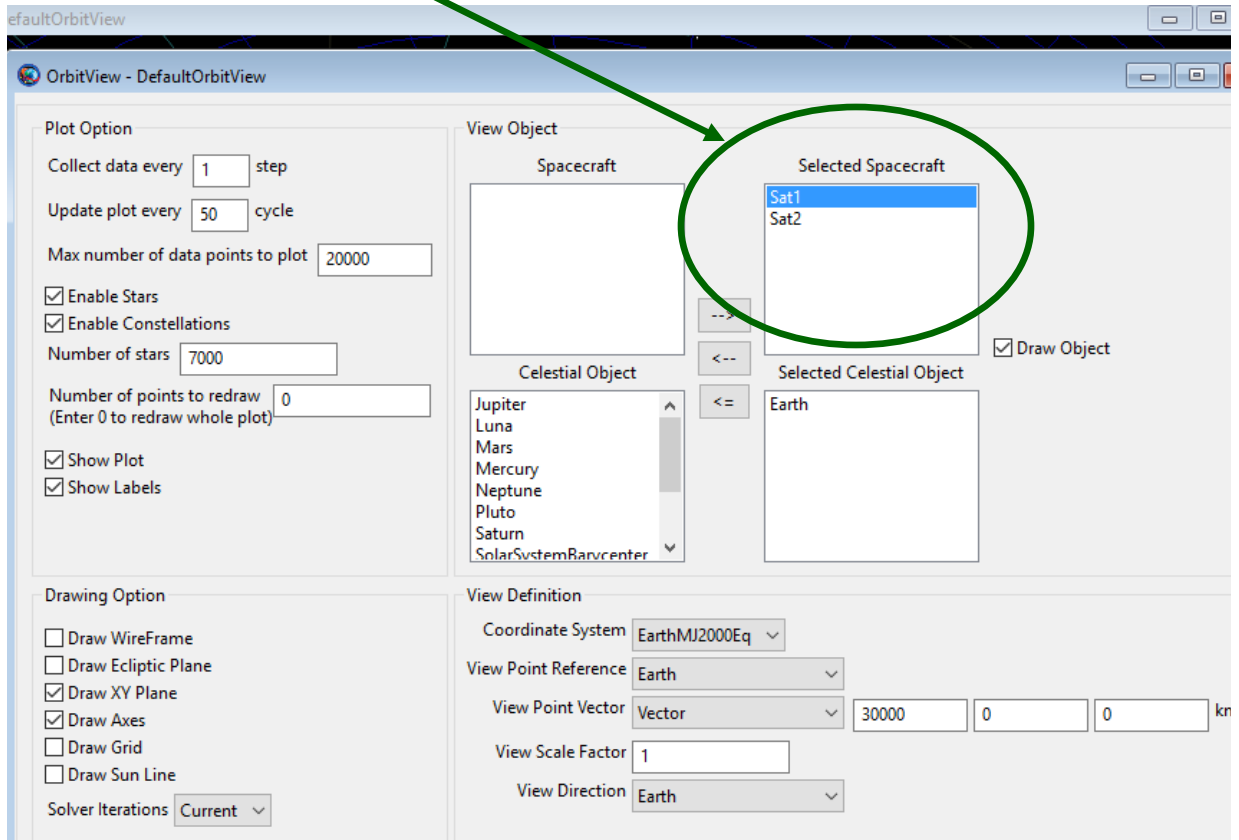 efaultOrbitView
OrbitView - DefaultOrbitView
Plot Option
Collect data every 1 step
Update plot every 50 cycle
Max number of data points to plot 20000
Enable Stars
Enable Constellations
Number of stars 7000
Number of points to redraw 0
(Enter 0 to redraw whole plot)
Show Plot
Show Labels
View Object
Spacecraft
Selected Spacecraft
Sat1
Sat2
-->
<--
<=
Draw Object
Celestial Object
Jupiter
Luna
Mars
Mercury
Neptune
Pluto
Saturn
SolarSystemBarycenter
Selected Celestial Object
Earth
Drawing Option
Draw WireFrame
Draw Ecliptic Plane
Draw XY Plane
Draw Axes
Draw Grid
Draw Sun Line
Solver Iterations Current
View Definition
Coordinate System EarthMJ2000Eq
View Point Reference Earth
View Point Vector Vector 30000 0 0 km
View Scale Factor 1
View Direction Earth